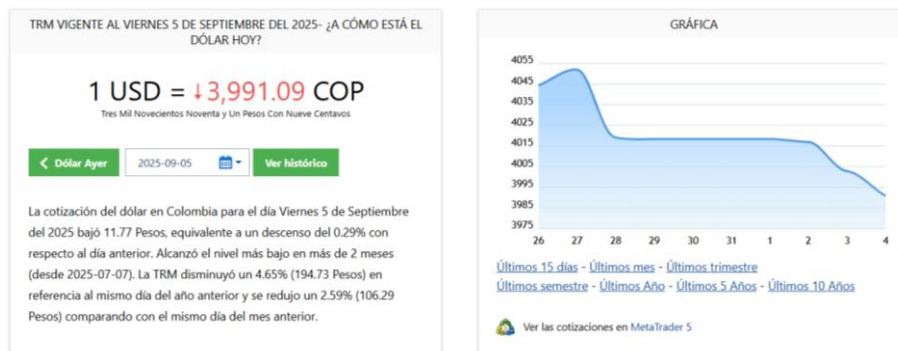 TRM VIGENTE AL VIERNES 5 DE SEPTIEMBRE DEL 2025- ¿A CÓMO ESTÁ EL
DÓLAR HOY?
1 USD = ↓3,991.09 COP
Tres Mil Novecientos Noventa y Un Pesos Con Nueve Centavos
Dólar Ayer
2025-09-05
Ver histórico
La cotización del dólar en Colombia para el día Viernes 5 de Septiembre
del 2025 bajó 11.77 Pesos, equivalente a un descenso del 0.29% con
respecto al día anterior. Alcanzó el nivel más bajo en más de 2 meses
(desde 2025-07-07). La TRM disminuyó un 4.65% (194.73 Pesos) en
referencia al mismo día del año anterior y se redujo un 2.59% (106.29
Pesos) comparando con el mismo día del mes anterior.
GRÁFICA
4055
4045
4035
4025
4015
4005
3995
3985
3975
26 27 28 29 30 31 1 2 3 4
Últimos 15 días - Últimos mes - Últimos trimestre
Últimos semestre - Últimos Año - Últimos 5 Años - Últimos 10 Años
Ver las cotizaciones en MetaTrader 5